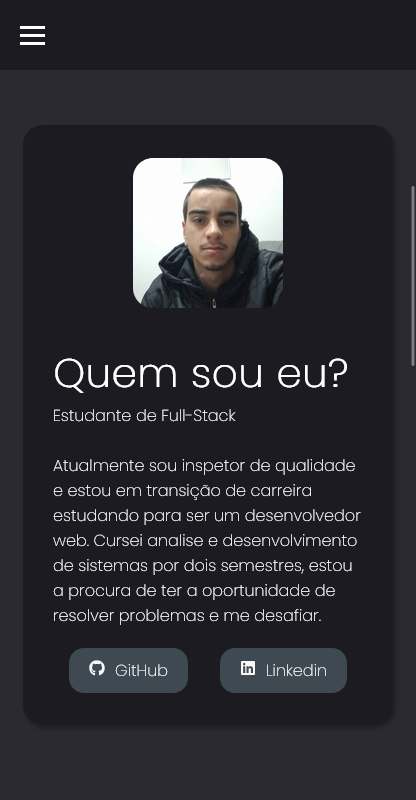 Quem sou eu?
Estudante de Full-Stack
Atualmente sou inspetor de qualidade
e estou em transição de carreira
estudando para ser um desenvolvedor
web. Cursei analise e desenvolvimento
de sistemas por dois semestres, estou
a procura de ter a oportunidade de
resolver problemas e me desafiar.
GitHub Linkedin